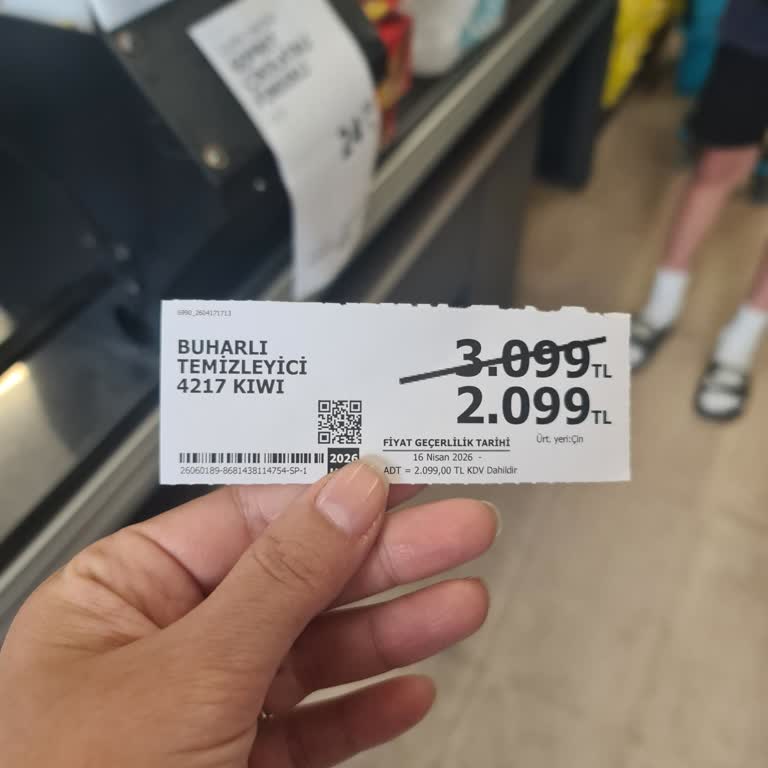 6990_2604171713
BUHARLI
TEMİZLEYİCİ
4217 KIWI
3.099TL
2.099TL
FİYAT GEÇERLİLİK TARİHİ
Ürt. yeri:Çin
16 Nisan 2026 -
2026
26060189-8681438114754-SP-1
ADT = 2.099,00 TL KDV Dahildir